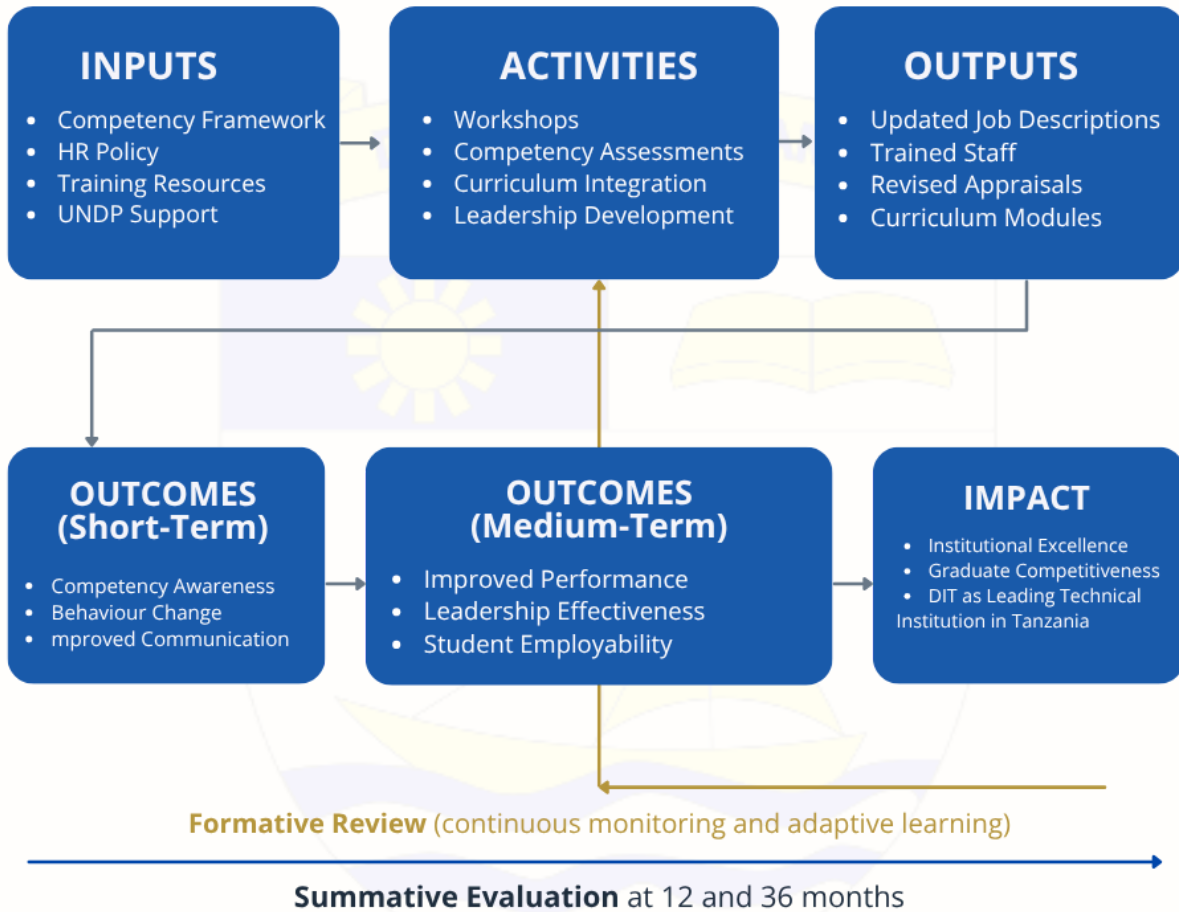 INPUTS
• Competency Framework
• HR Policy
• Training Resources
• UNDP Support
ACTIVITIES
• Workshops
• Competency Assessments
• Curriculum Integration
• Leadership Development
OUTPUTS
• Updated Job Descriptions
• Trained Staff
• Revised Appraisals
• Curriculum Modules
OUTCOMES
(Short-Term)
• Competency Awareness
• Behaviour Change
• mproved Communication
OUTCOMES
(Medium-Term)
• Improved Performance
• Leadership Effectiveness
• Student Employability
IMPACT
• Institutional Excellence
• Graduate Competitiveness
• DIT as Leading Technical
Institution in Tanzania
Formative Review (continuous monitoring and adaptive learning)
Summative Evaluation at 12 and 36 months